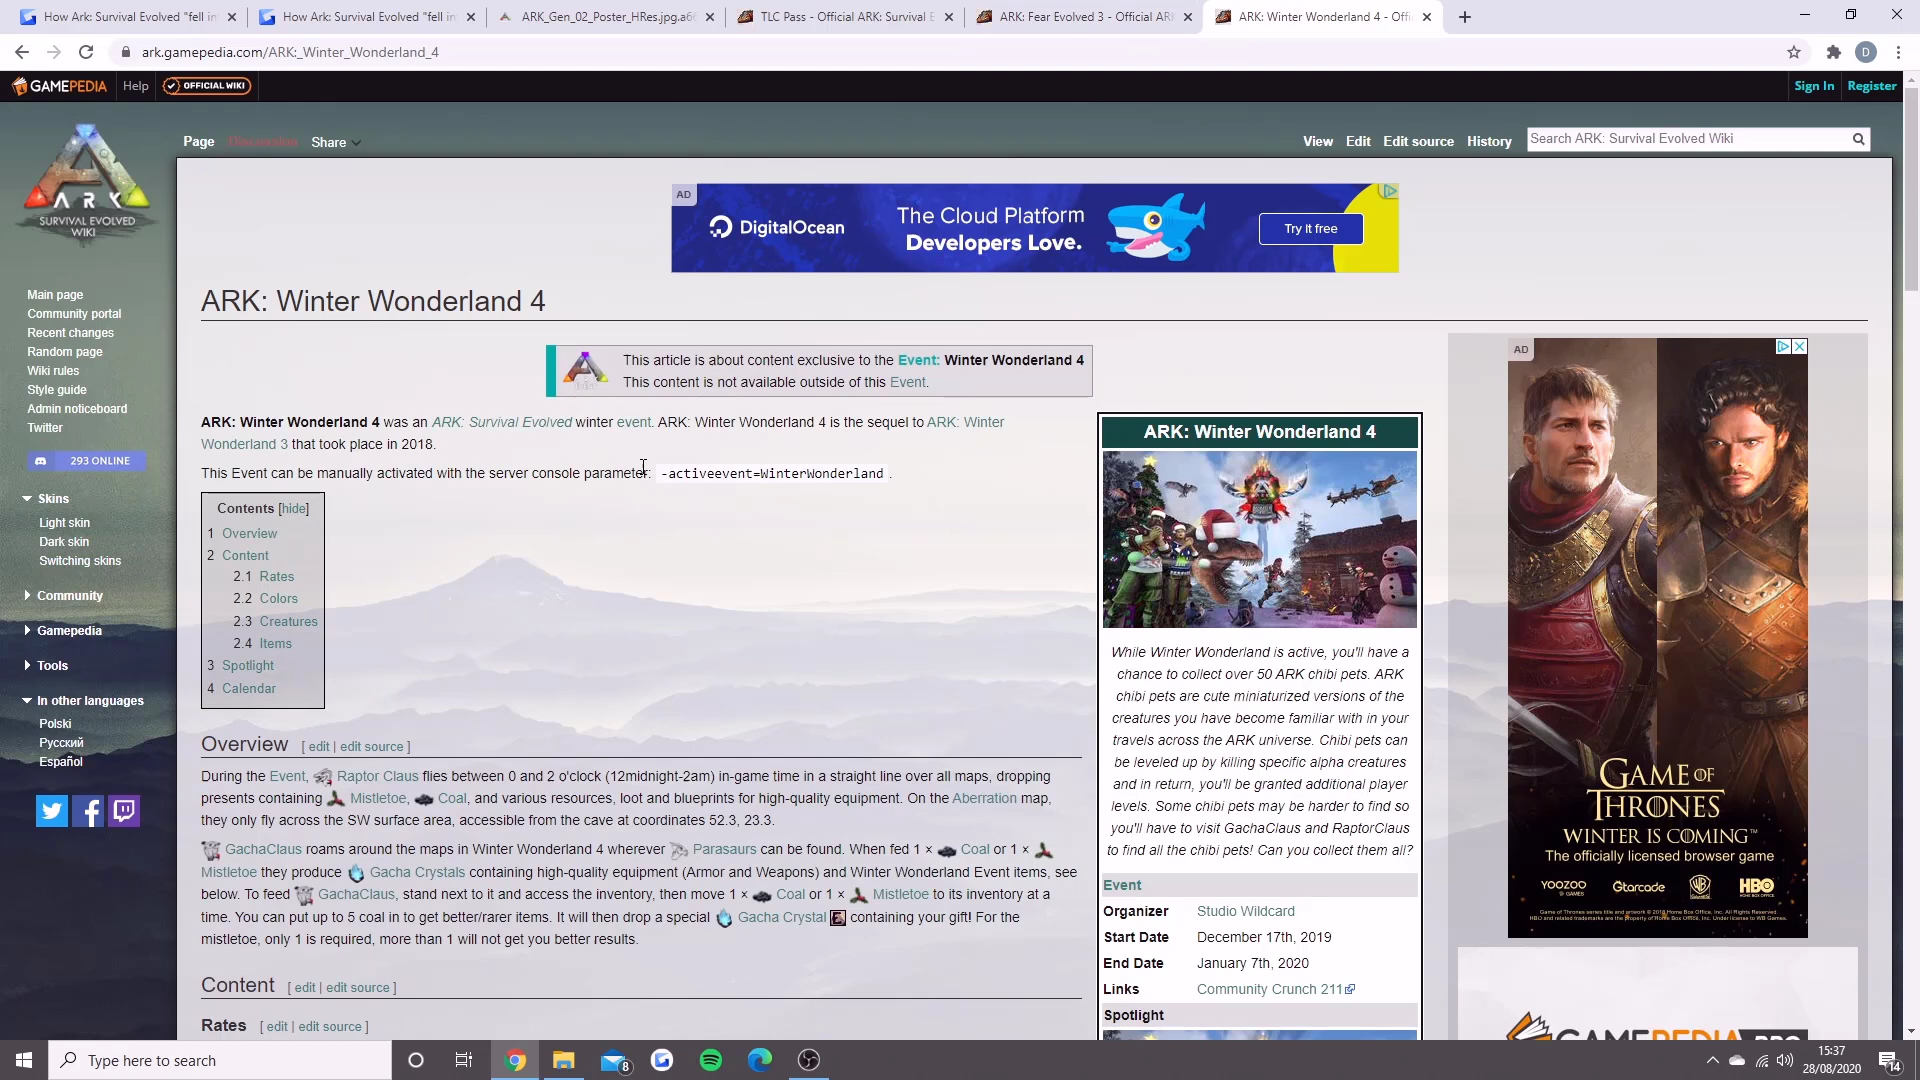 How Ark: Survival Evolved "fell in
How Ark: Survival Evolved "fell in
ARK_Gen_02_Poster_HRes.jpg.a6
TLC Pass - Official ARK: Survival E
ARK: Fear Evolved 3 - Official AR
ARK: Winter Wonderland 4 - Offi
ark.gamepedia.com/ARK:_Winter_Wonderland_4
D
GAMEPEDIA
Help
OFFICIAL WIKI
Sign In
Register
ARK
SURVIVAL EVOLVED
WIKI
Page
Discussion
Share
View
Edit
Edit source
History
Search ARK: Survival Evolved Wiki
AD
DigitalOcean
The Cloud Platform
Developers Love.
Try it free
Main page
Community portal
Recent changes
Random page
Wiki rules
Style guide
Admin noticeboard
Twitter
293 ONLINE
Skins
Light skin
Dark skin
Switching skins
Community
Gamepedia
Tools
In other languages
Polski
Русский
Español
ARK: Winter Wonderland 4
This article is about content exclusive to the Event: Winter Wonderland 4
This content is not available outside of this Event.
ARK: Winter Wonderland 4 was an ARK: Survival Evolved winter event. ARK: Winter Wonderland 4 is the sequel to ARK: Winter
Wonderland 3 that took place in 2018.
This Event can be manually activated with the server console parameter: -activeevent=WinterWonderland .
Contents [hide]
1 Overview
2 Content
2.1 Rates
2.2 Colors
2.3 Creatures
2.4 Items
3 Spotlight
4 Calendar
Overview [ edit | edit source ]
During the Event, Raptor Claus flies between 0 and 2 o'clock (12midnight-2am) in-game time in a straight line over all maps, dropping
presents containing Mistletoe, Coal, and various resources, loot and blueprints for high-quality equipment. On the Aberration map,
they only fly across the SW surface area, accessible from the cave at coordinates 52.3, 23.3.
GachaClaus roams around the maps in Winter Wonderland 4 wherever Parasaurs can be found. When fed 1 × Coal or 1 ×
Mistletoe they produce Gacha Crystals containing high-quality equipment (Armor and Weapons) and Winter Wonderland Event items, see
below. To feed GachaClaus, stand next to it and access the inventory, then move 1 × Coal or 1 × Mistletoe to its inventory at a
time. You can put up to 5 coal in to get better/rarer items. It will then drop a special Gacha Crystal containing your gift! For the
mistletoe, only 1 is required, more than 1 will not get you better results.
Content [ edit | edit source ]
Rates [ edit | edit source ]
ARK: Winter Wonderland 4
While Winter Wonderland is active, you'll have a
chance to collect over 50 ARK chibi pets. ARK
chibi pets are cute miniaturized versions of the
creatures you have become familiar with in your
travels across the ARK universe. Chibi pets can
be leveled up by killing specific alpha creatures
and in return, you'll be granted additional player
levels. Some chibi pets may be harder to find so
you'll have to visit GachaClaus and RaptorClaus
to find all the chibi pets! Can you collect them all?
Event
Organizer Studio Wildcard
Start Date December 17th, 2019
End Date January 7th, 2020
Links Community Crunch 211
Spotlight
AD
GAME OF
THRONES
WINTER IS COMING™
The officially licensed browser game
YOOZOO
GAMES
Gtarcade
WB
HBO
GAMEPEDIA PRO
Type here to search
8
15:37
28/08/2020
14